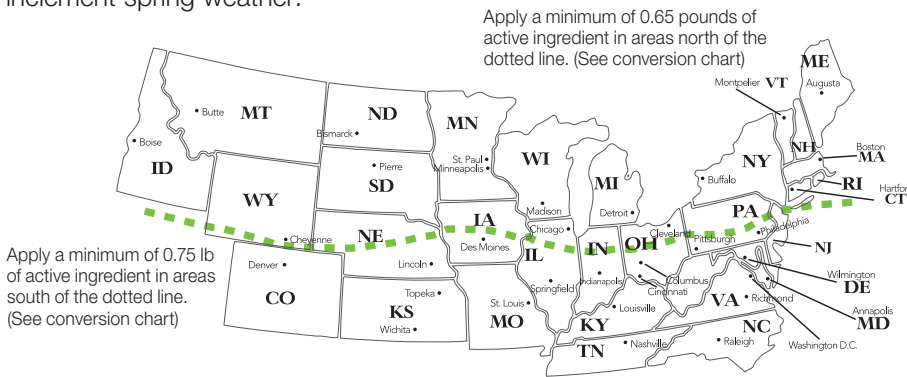 inclement spring weather.
Apply a minimum of 0.65 pounds of
active ingredient in areas north of the
dotted line. (See conversion chart)
ME
Montpelier VT
Augusta
Butte
MT
ND
MN
Bismarck
Boise
ID
Pierre
SD
St. Paul
Minneapolis
WI
MI
NY
NH
Boston
MA
Buffalo
RI
Hartfor
CT
WY
Madison
Detroit
PA
IA
Chicago
Cleveland
Philadelphia
Cheyenne
NE
Des Moines
IL
IN
OH
Pittsburgh
NJ
Apply a minimum of 0.75 lb
of active ingredient in areas
south of the dotted line.
(See conversion chart)
Denver
CO
Lincoln
Topeka
KS
Wichita
St. Louis
MO
Springfield
Indianapolis
Columbus
Cincinnati
Louisville
KY
Wilmington
DE
VA
Richmond
Annapolis
MD
Washington D.C.
TN
Nashville
NC
Raleigh